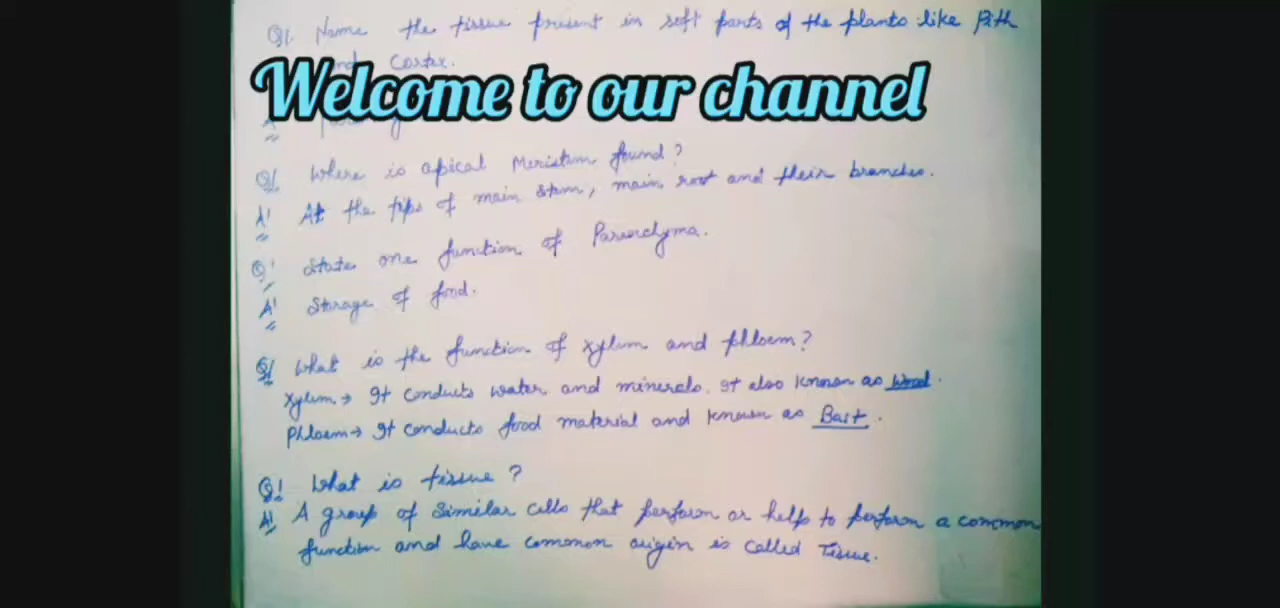 Q! Name the tissue present in soft parts of the plants like Pith
Cortex.
Welcome to our channel
A!
Q! Where is apical Meristem found?
A! At the tips of main stem, main root and their branches.
Q! State one function of Parenchyma.
A! Storage of food.
Q! What is the function of Xylem and phloem?
Xylem → It conducts water and minerals. It also known as Wood.
Phloem → It conducts food material and known as Bast.
Q! What is tissue?
A! A group of similar cells that perform or help to perform a common
function and have common origin is called Tissue.